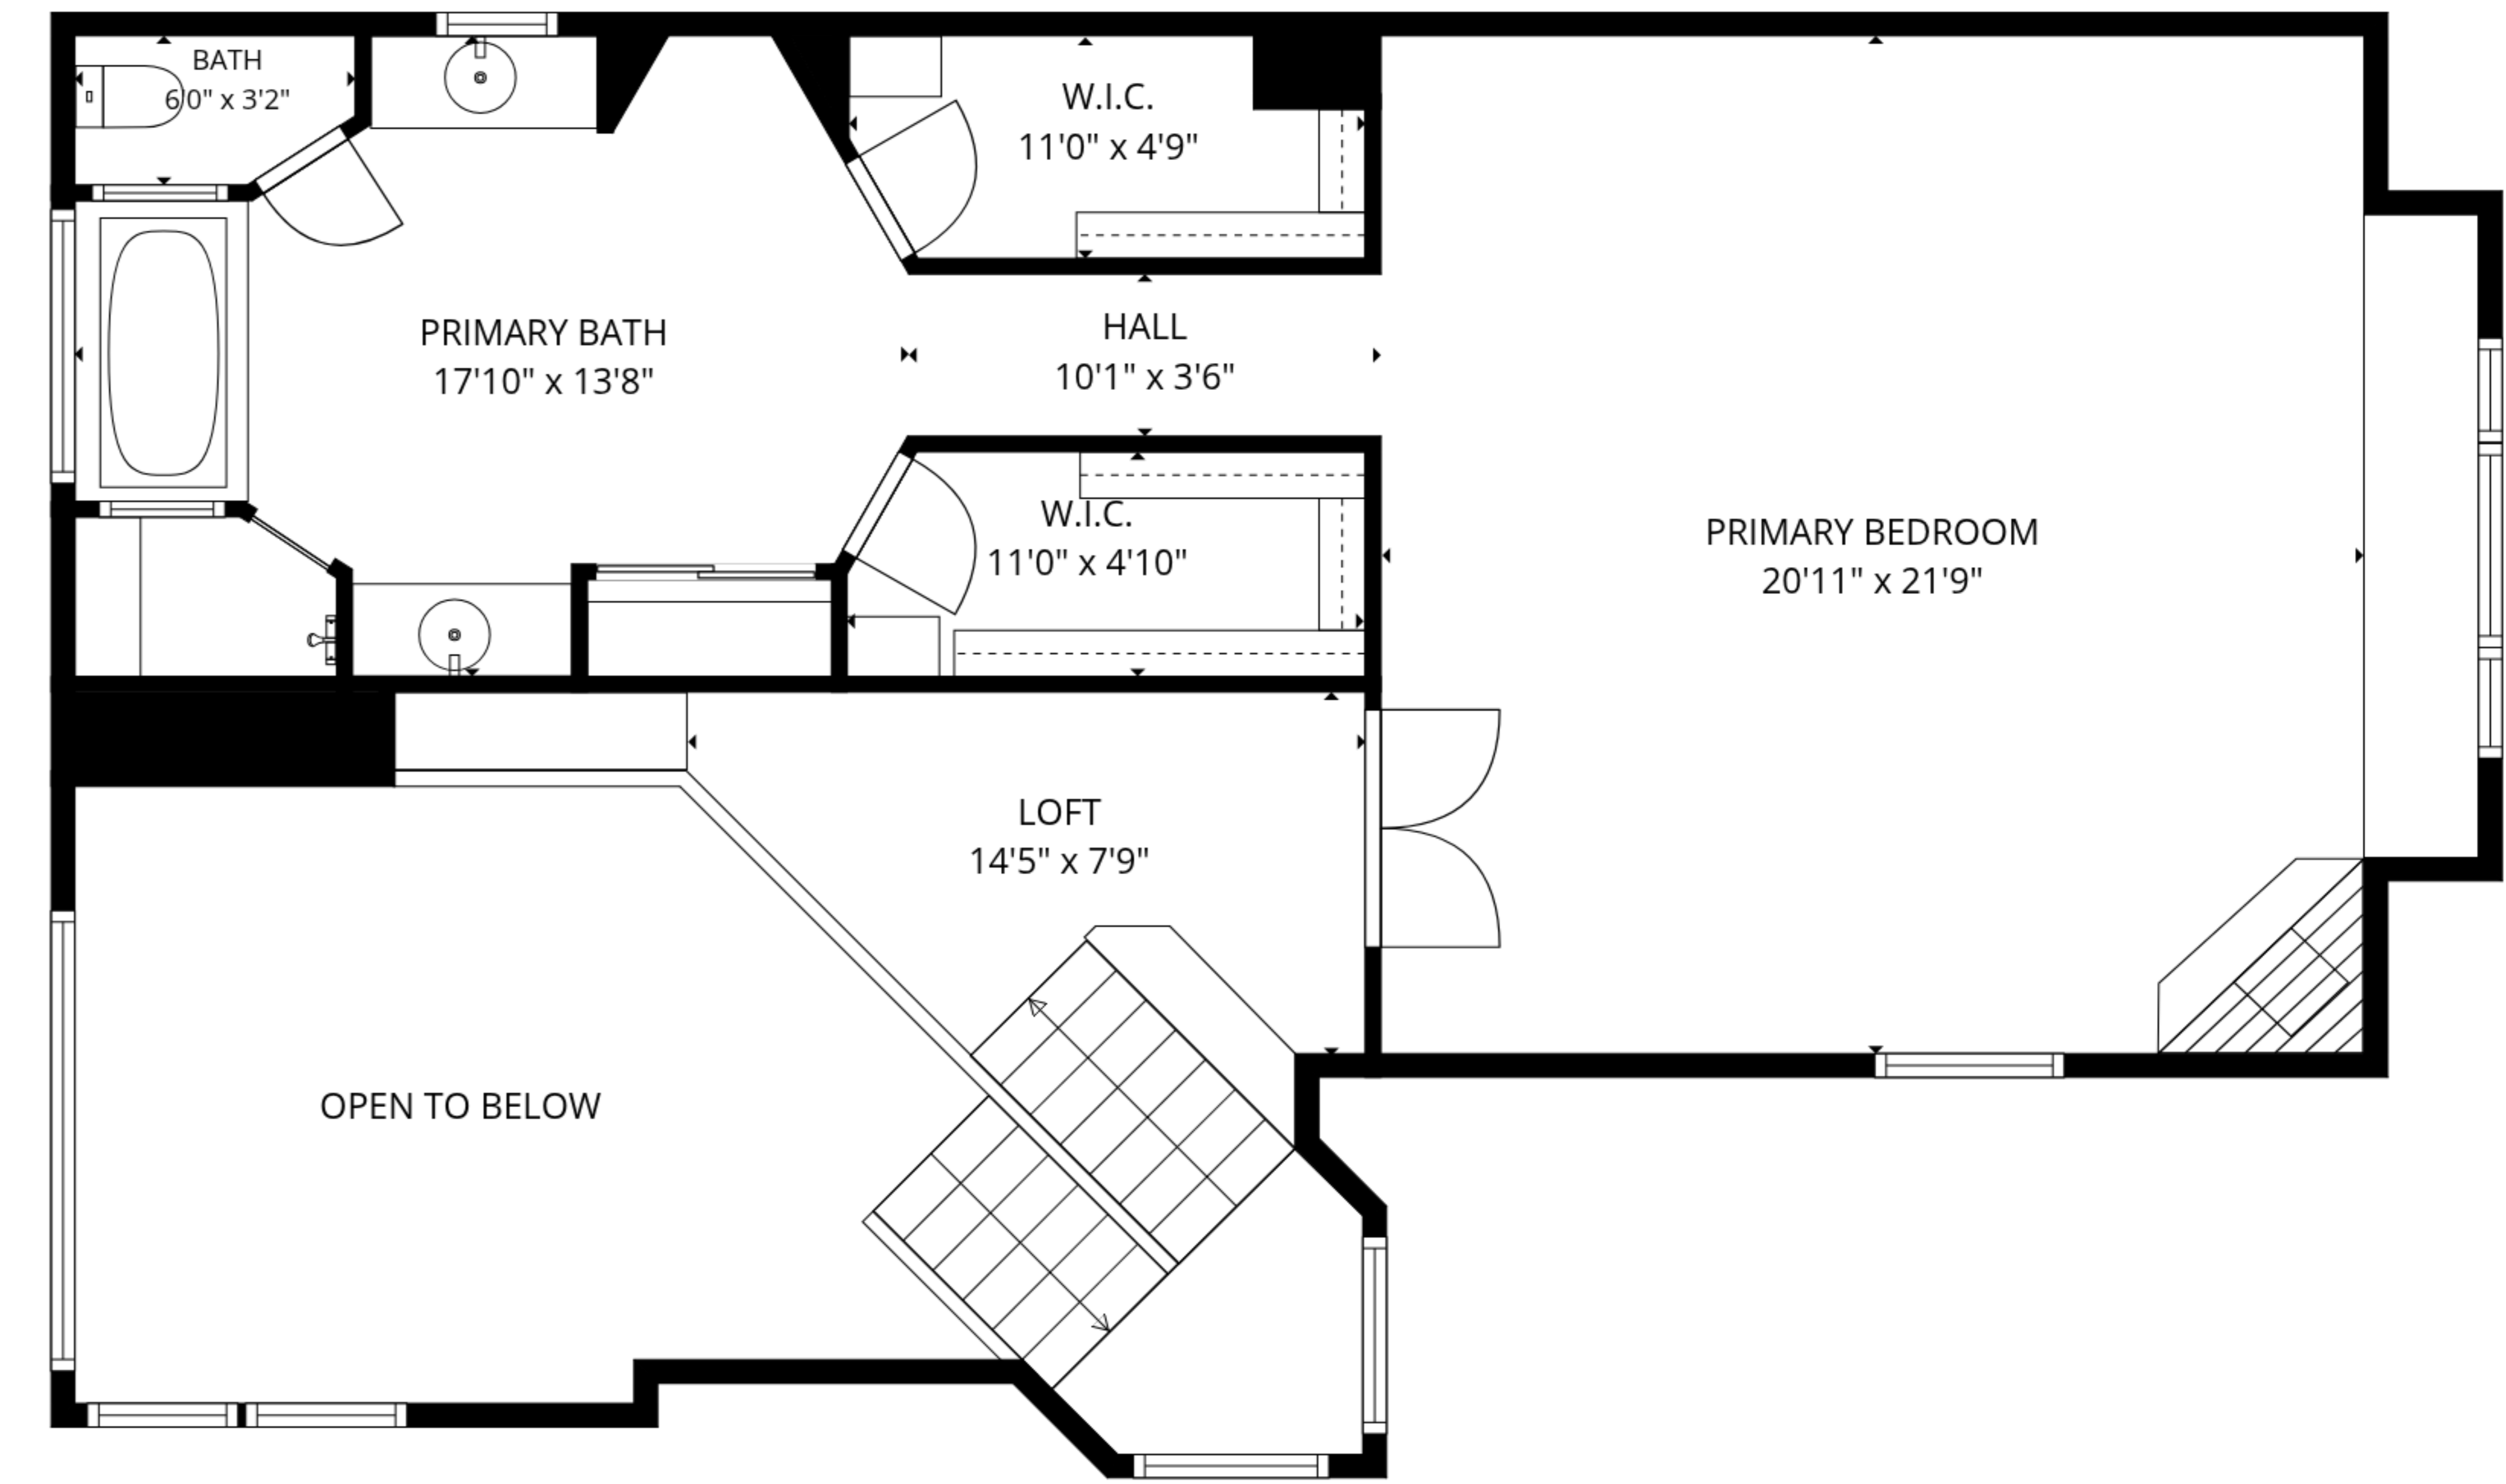 BATH
6'0" x 3'2"
W.I.C.
11'0" x 4'9"
PRIMARY BATH
17'10" x 13'8"
HALL
10'1" x 3'6"
W.I.C.
11'0" x 4'10"
PRIMARY BEDROOM
20'11" x 21'9"
LOFT
14'5" x 7'9"
OPEN TO BELOW